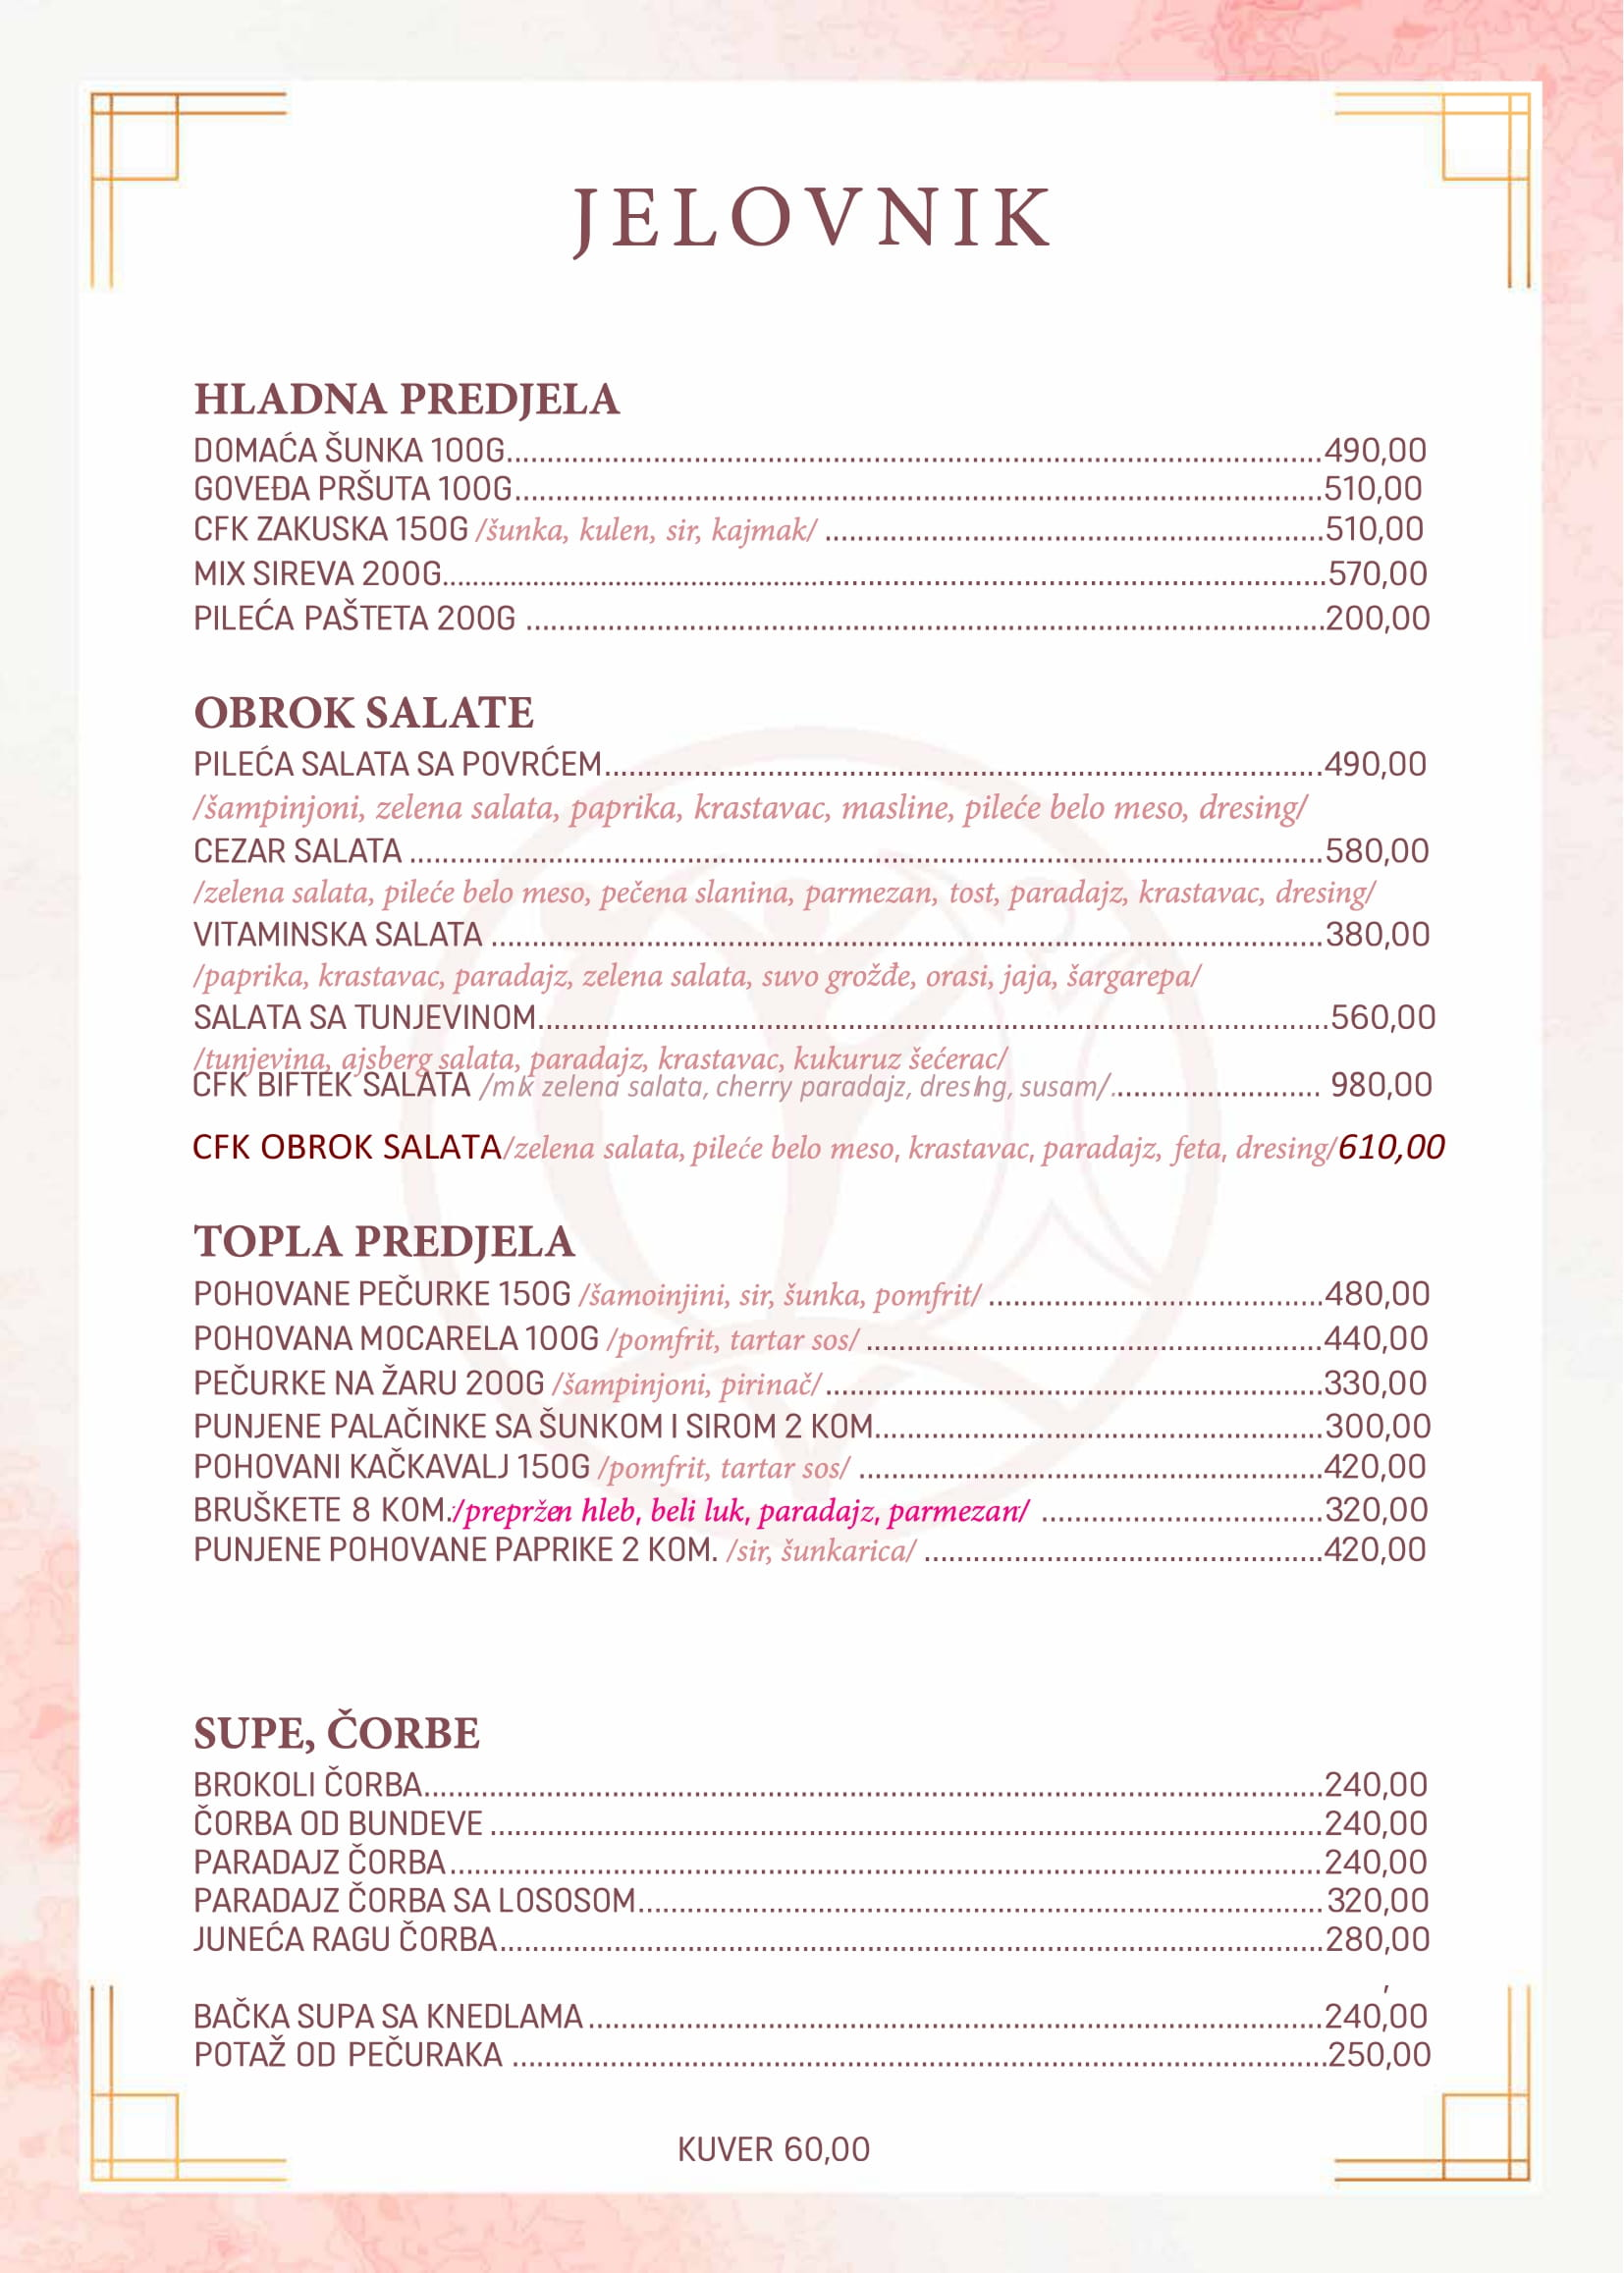 JELOVNIK
HLADNA PREDJELA
DOMAĆA ŠUNKA 100G..........490,00
GOVEĐA PRŠUTA 100G..........510,00
CFK ZAKUSKA 150G /šunka, kulen, sir, kajmak/ ..........510,00
MIX SIREVA 200G..........570,00
PILEĆA PAŠTETA 200G ..........200,00
OBROK SALATE
PILEĆA SALATA SA POVRĆEM..........490,00
/šampinjoni, zelena salata, paprika, krastavac, masline, pileće belo meso, dresing/
CEZAR SALATA ..........580,00
/zelena salata, pileće belo meso, pečena slanina, parmezan, tost, paradajz, krastavac, dresing/
VITAMINSKA SALATA ..........380,00
/paprika, krastavac, paradajz, zelena salata, suvo grožđe, orasi, jaja, šargarepa/
SALATA SA TUNJEVINOM..........560,00
/tunjevina, ajsberg salata, paradajz, krastavac, kukuruz šećerac/
CFK BIFTEK SALATA /mix zelena salata, cherry paradajz, dresing, susam/.......... 980,00
CFK OBROK SALATA/zelena salata, pileće belo meso, krastavac, paradajz, feta, dresing/610,00
TOPLA PREDJELA
POHOVANE PEČURKE 150G /šamoinjini, sir, šunka, pomfrit/ ..........480,00
POHOVANA MOCARELA 100G /pomfrit, tartar sos/ ..........440,00
PEČURKE NA ŽARU 200G /šampinjoni, pirinač/..........330,00
PUNJENE PALAČINKE SA ŠUNKOM I SIROM 2 KOM..........300,00
POHOVANI KAČKAVALJ 150G /pomfrit, tartar sos/ ..........420,00
BRUŠKETE 8 KOM./prepržen hleb, beli luk, paradajz, parmezan/ ..........320,00
PUNJENE POHOVANE PAPRIKE 2 KOM. /sir, šunkarica/ ..........420,00
SUPE, ČORBE
BROKOLI ČORBA..........240,00
ČORBA OD BUNDEVE ..........240,00
PARADAJZ ČORBA..........240,00
PARADAJZ ČORBA SA LOSOSOM..........320,00
JUNEĆA RAGU ČORBA..........280,00
,
BAČKA SUPA SA KNEDLAMA..........240,00
POTAŽ OD PEČURAKA ..........250,00
KUVER 60,00